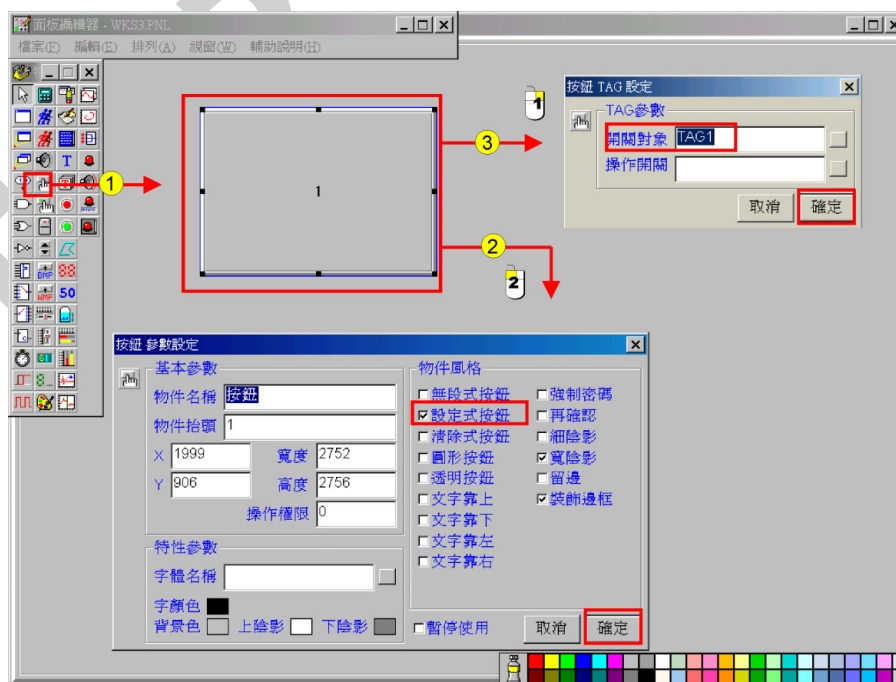 面板編輯器 - WKS3.PNL
檔案(F) 編輯(E) 排列(A) 視窗(W) 輔助說明(H)
T
50
1
1
2
3
1
2
按鈕 TAG 設定
TAG參數
開關對象 TAG1
操作開關
取消 確定
按鈕 參數設定
基本參數
物件名稱 按鈕
物件抬頭 1
X 1999 寬度 2752
Y 906 高度 2756
操作權限 0
特性參數
字體名稱
字顏色
背景色 上陰影 下陰影
物件風格
無段式按鈕 強制密碼
設定式按鈕 再確認
清除式按鈕 細陰影
圓形按鈕 寬陰影
透明按鈕 留邊
文字靠上 裝飾邊框
文字靠下
文字靠左
文字靠右
暫停使用 取消 確定